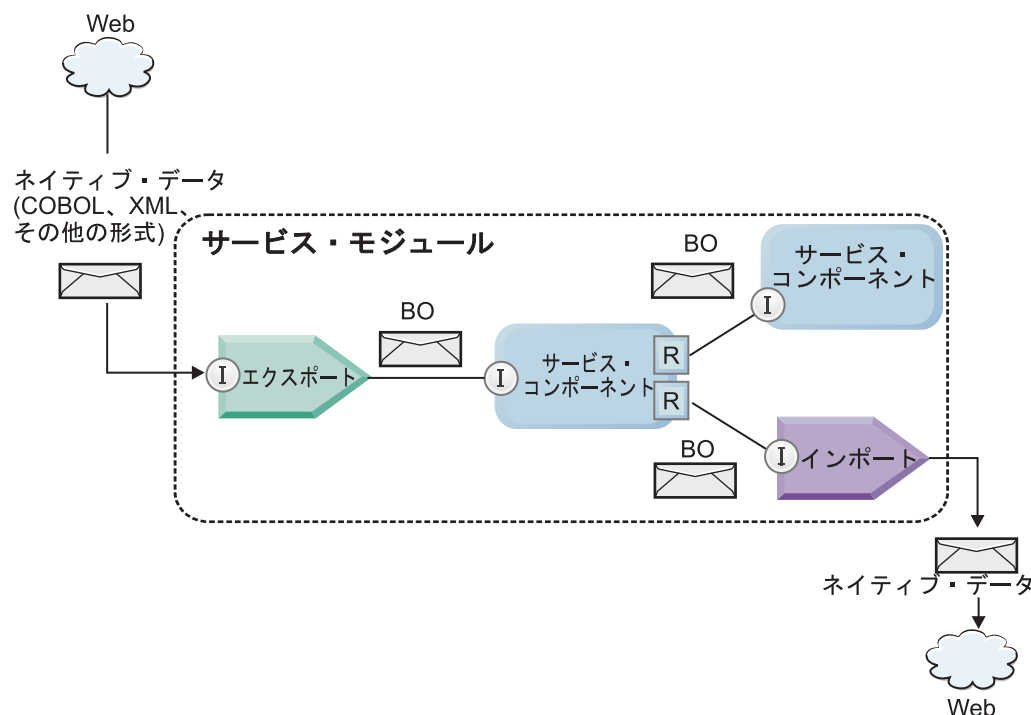 Web
ネイティブ・データ
(COBOL、XML、
その他の形式)
サービス・モジュール
BO
サービス・
コンポーネント
I
BO
I
エクスポート
I
サービス・
コンポーネント
R
R
BO
I
インポート
ネイティブ・データ
Web